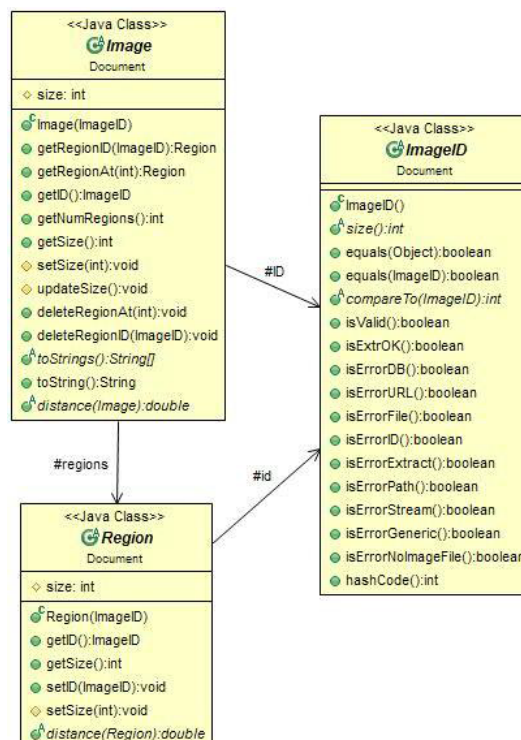 <<Java Class>>
Image
Document
size: int
Image(ImageID)
getRegionID(ImageID):Region
getRegionAt(int):Region
getID():ImageID
getNumRegions():int
getSize():int
setSize(int):void
updateSize():void
deleteRegionAt(int):void
deleteRegionID(ImageID):void
toStrings():String[]
toString():String
distance(Image):double
#ID
#regions
#id
<<Java Class>>
ImageID
Document
ImageID()
size():int
equals(Object):boolean
equals(ImageID):boolean
compareTo(ImageID):int
isValid():boolean
isExtrOK():boolean
isErrorDB():boolean
isErrorURL():boolean
isErrorFile():boolean
isErrorID():boolean
isErrorExtract():boolean
isErrorPath():boolean
isErrorStream():boolean
isErrorGeneric():boolean
isErrorNoImageFile():boolean
hashCode():int
<<Java Class>>
Region
Document
size: int
Region(ImageID)
getID():ImageID
getSize():int
setID(ImageID):void
setSize(int):void
distance(Region):double